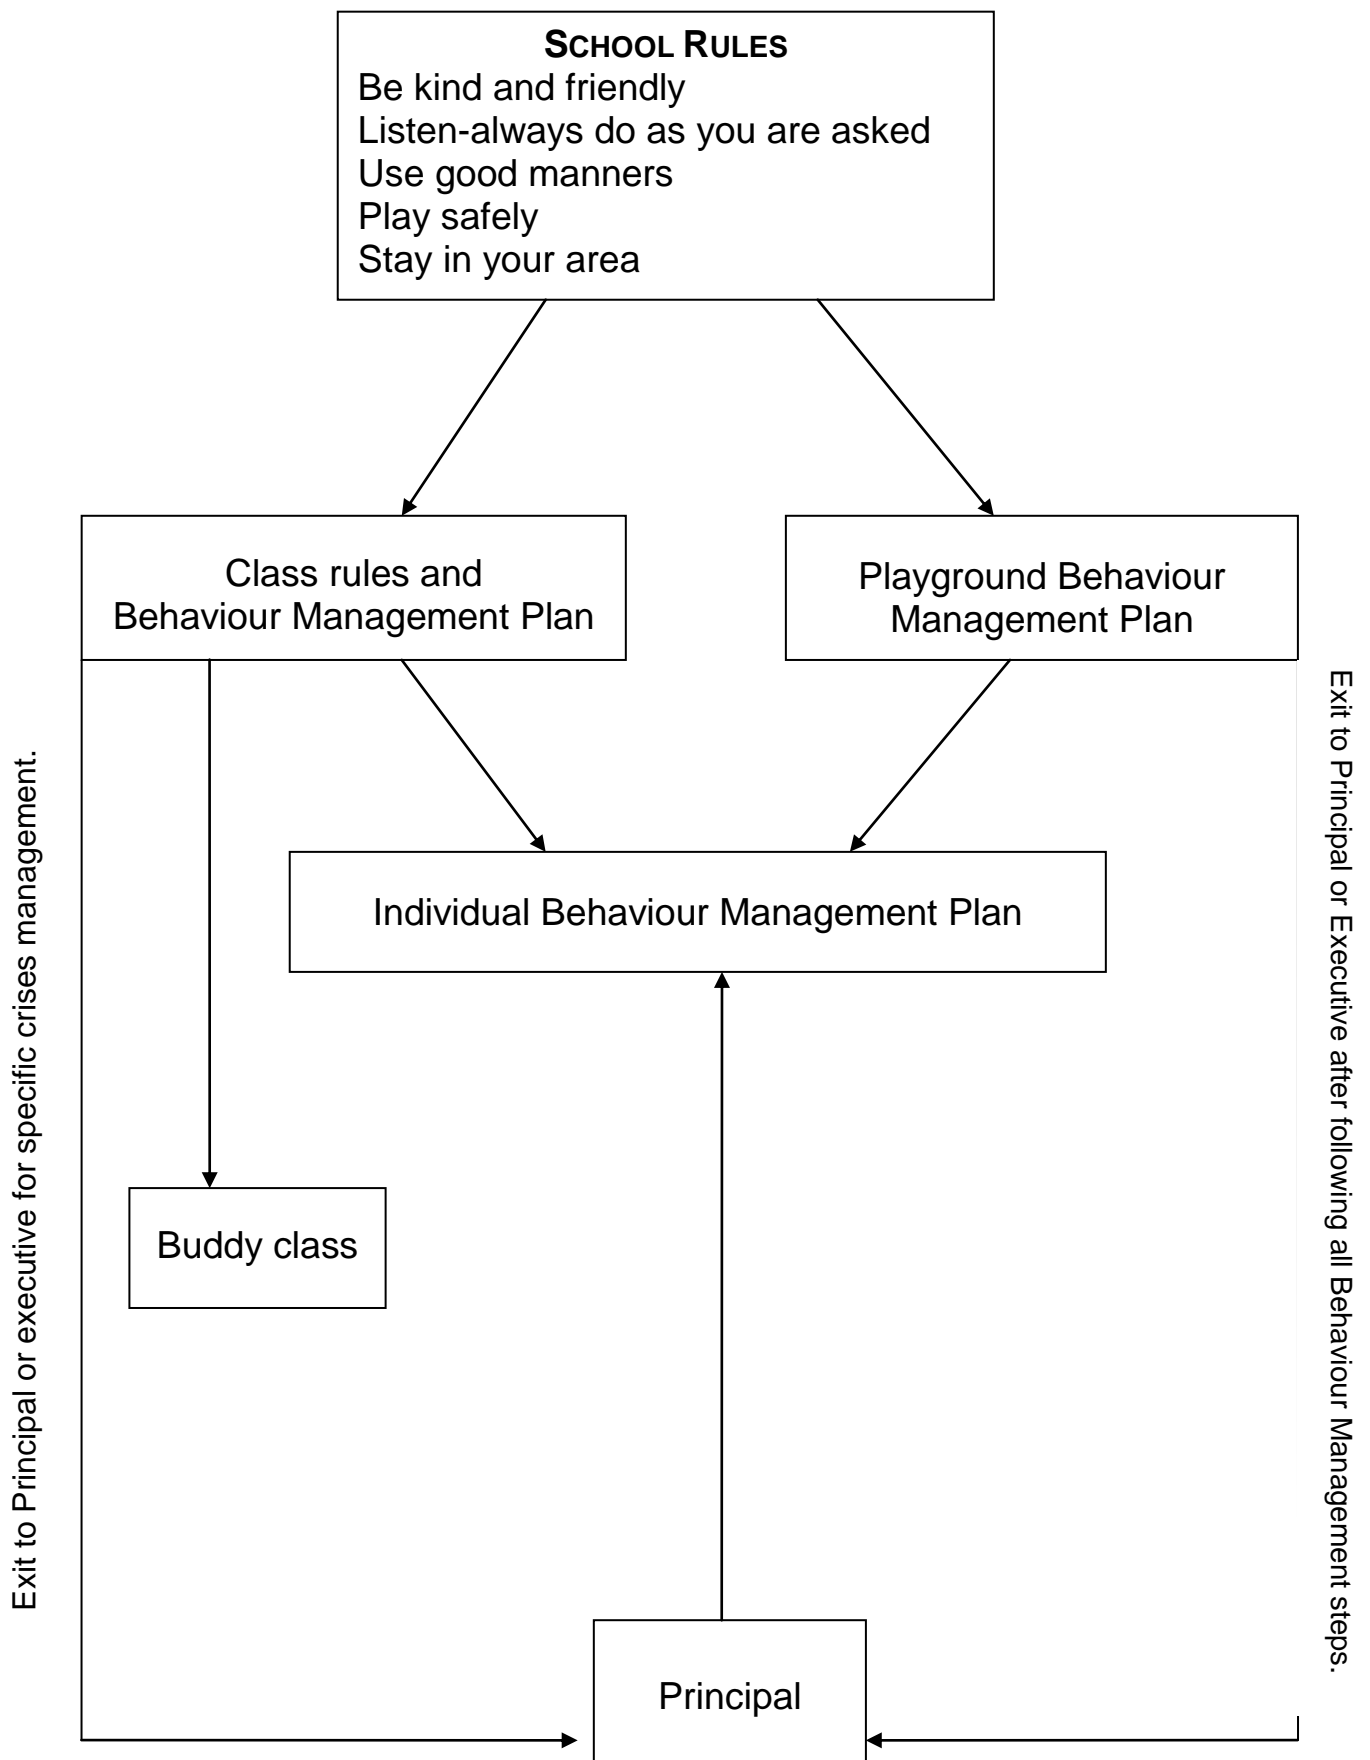 SCHOOL RULES
Be kind and friendly
Listen-always do as you are asked
Use good manners
Play safely
Stay in your area
Class rules and
Behaviour Management Plan
Playground Behaviour
Management Plan
Exit to Principal or executive for specific crises management.
Exit to Principal or Executive after following all Behaviour Management steps.
Individual Behaviour Management Plan
Buddy class
Principal